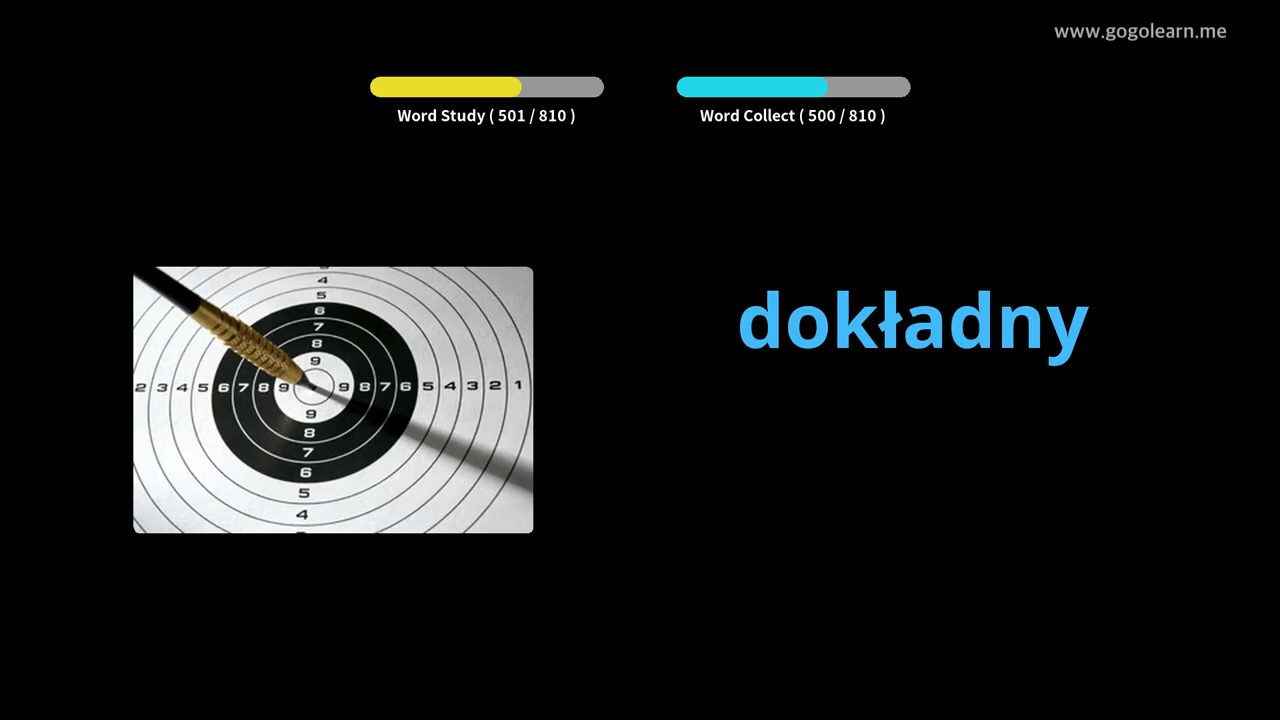 www.gogolearn.me
Word Study ( 501 / 810 )
Word Collect ( 500 / 810 )
dokładny
4
5
6
7
8
9
2 3 4 5 6 7 8 9 9 8 7 6 5 4 3 2 1
9
8
7
6
5
4